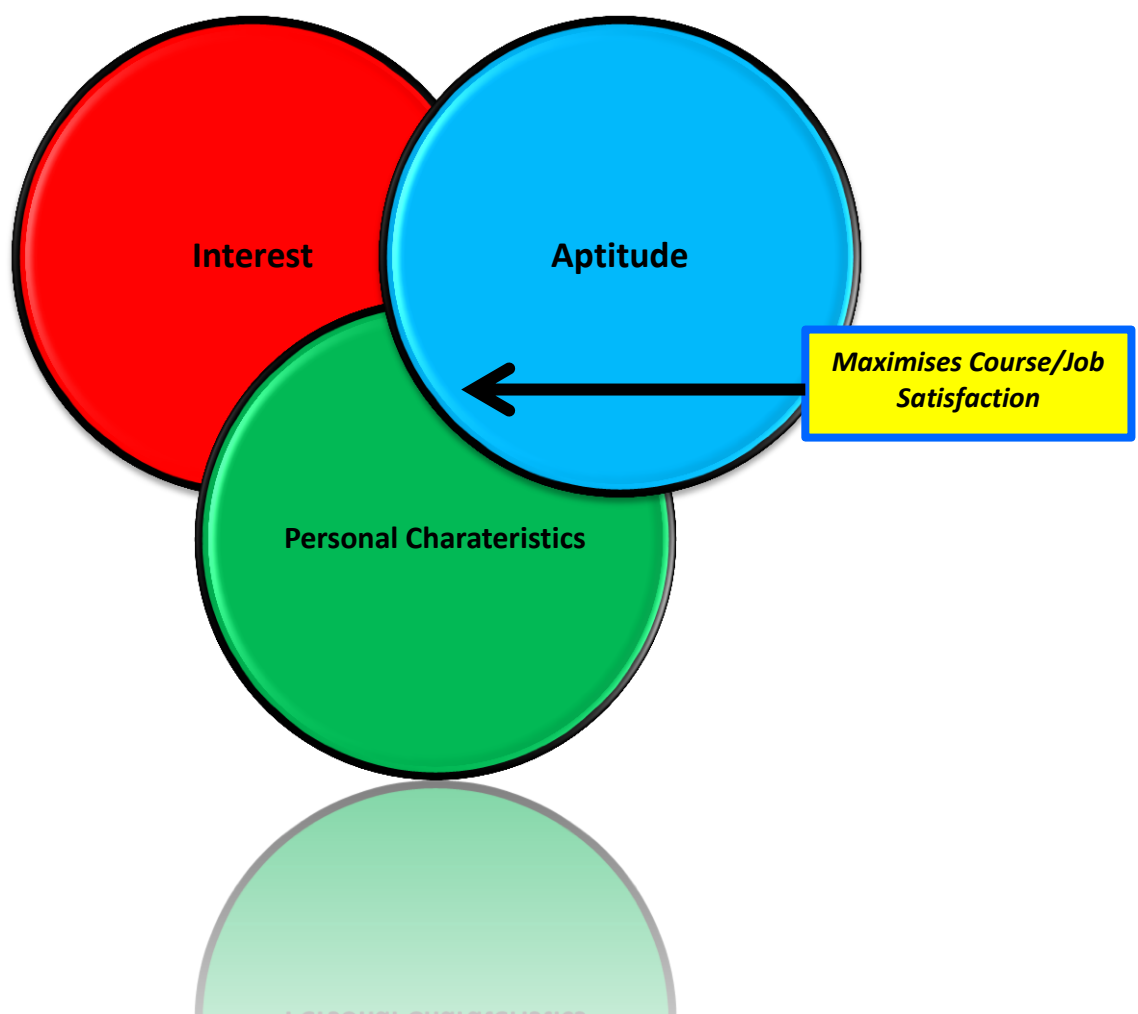 Interest
Aptitude
Maximises Course/Job
Satisfaction
Personal Charateristics